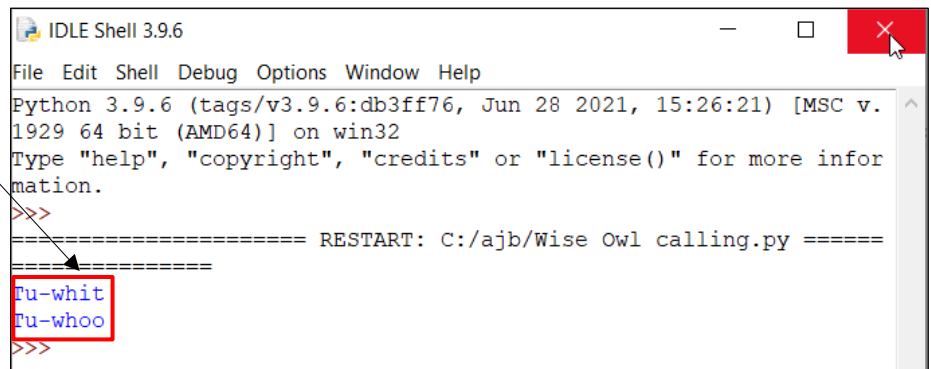 IDLE Shell 3.9.6
File Edit Shell Debug Options Window Help
Python 3.9.6 (tags/v3.9.6:db3ff76, Jun 28 2021, 15:26:21) [MSC v.
1929 64 bit (AMD64)] on win32
Type "help", "copyright", "credits" or "license()" for more infor
mation.
>>>
====================== RESTART: C:/ajb/Wise Owl calling.py ======
===============
Tu-whit
Tu-whoo
>>>